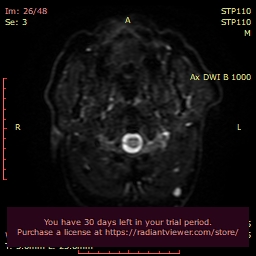 Im: 26/48
Se: 3
A
STP110
STP110
M
Ax DWI B 1000
R
L
You have 30 days left in your trial period.
Purchase a license at https://radiantviewer.com/store/